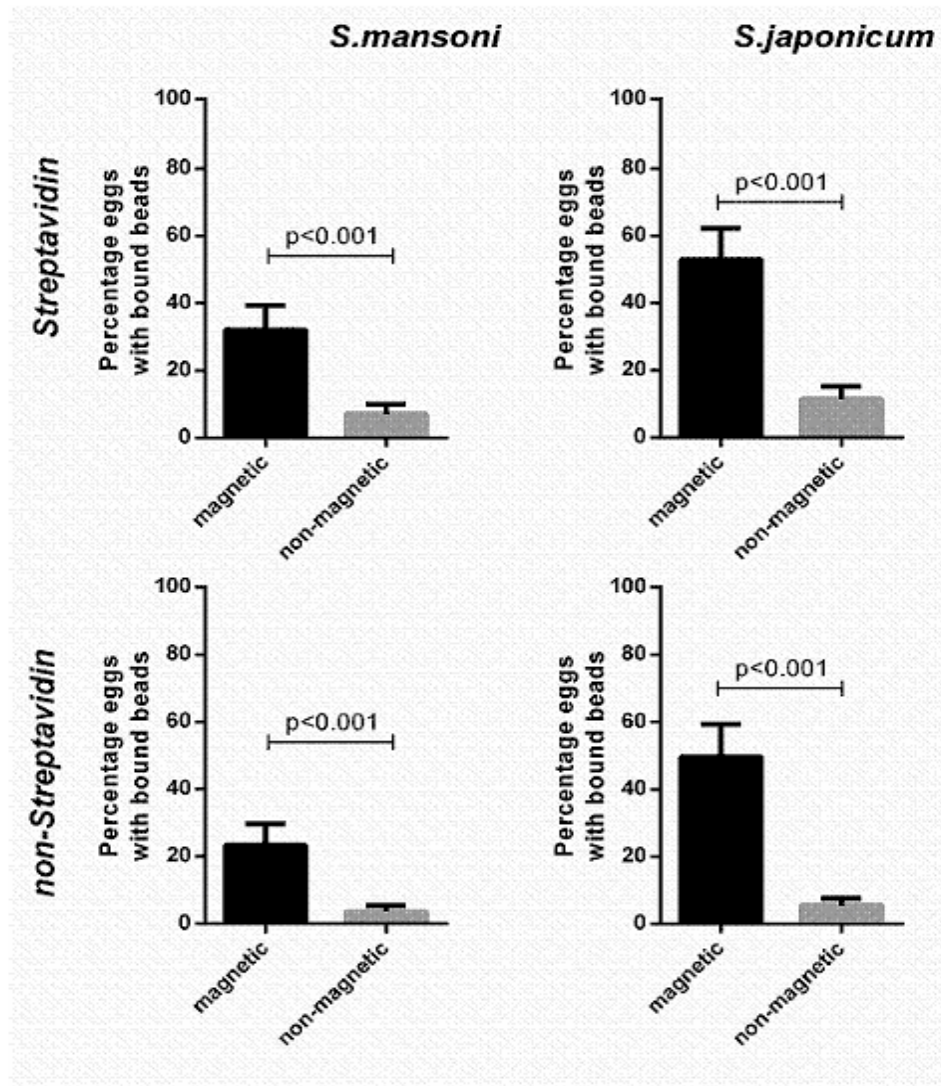 S.mansoni
S.japonicum
Streptavidin
Percentage eggs
with bound beads
100
80
60
40
20
0
p<0.001
magnetic
non-magnetic
Percentage eggs
with bound beads
100
80
60
40
20
0
p<0.001
magnetic
non-magnetic
non-Streptavidin
Percentage eggs
with bound beads
100
80
60
40
20
0
p<0.001
magnetic
non-magnetic
Percentage eggs
with bound beads
100
80
60
40
20
0
p<0.001
magnetic
non-magnetic